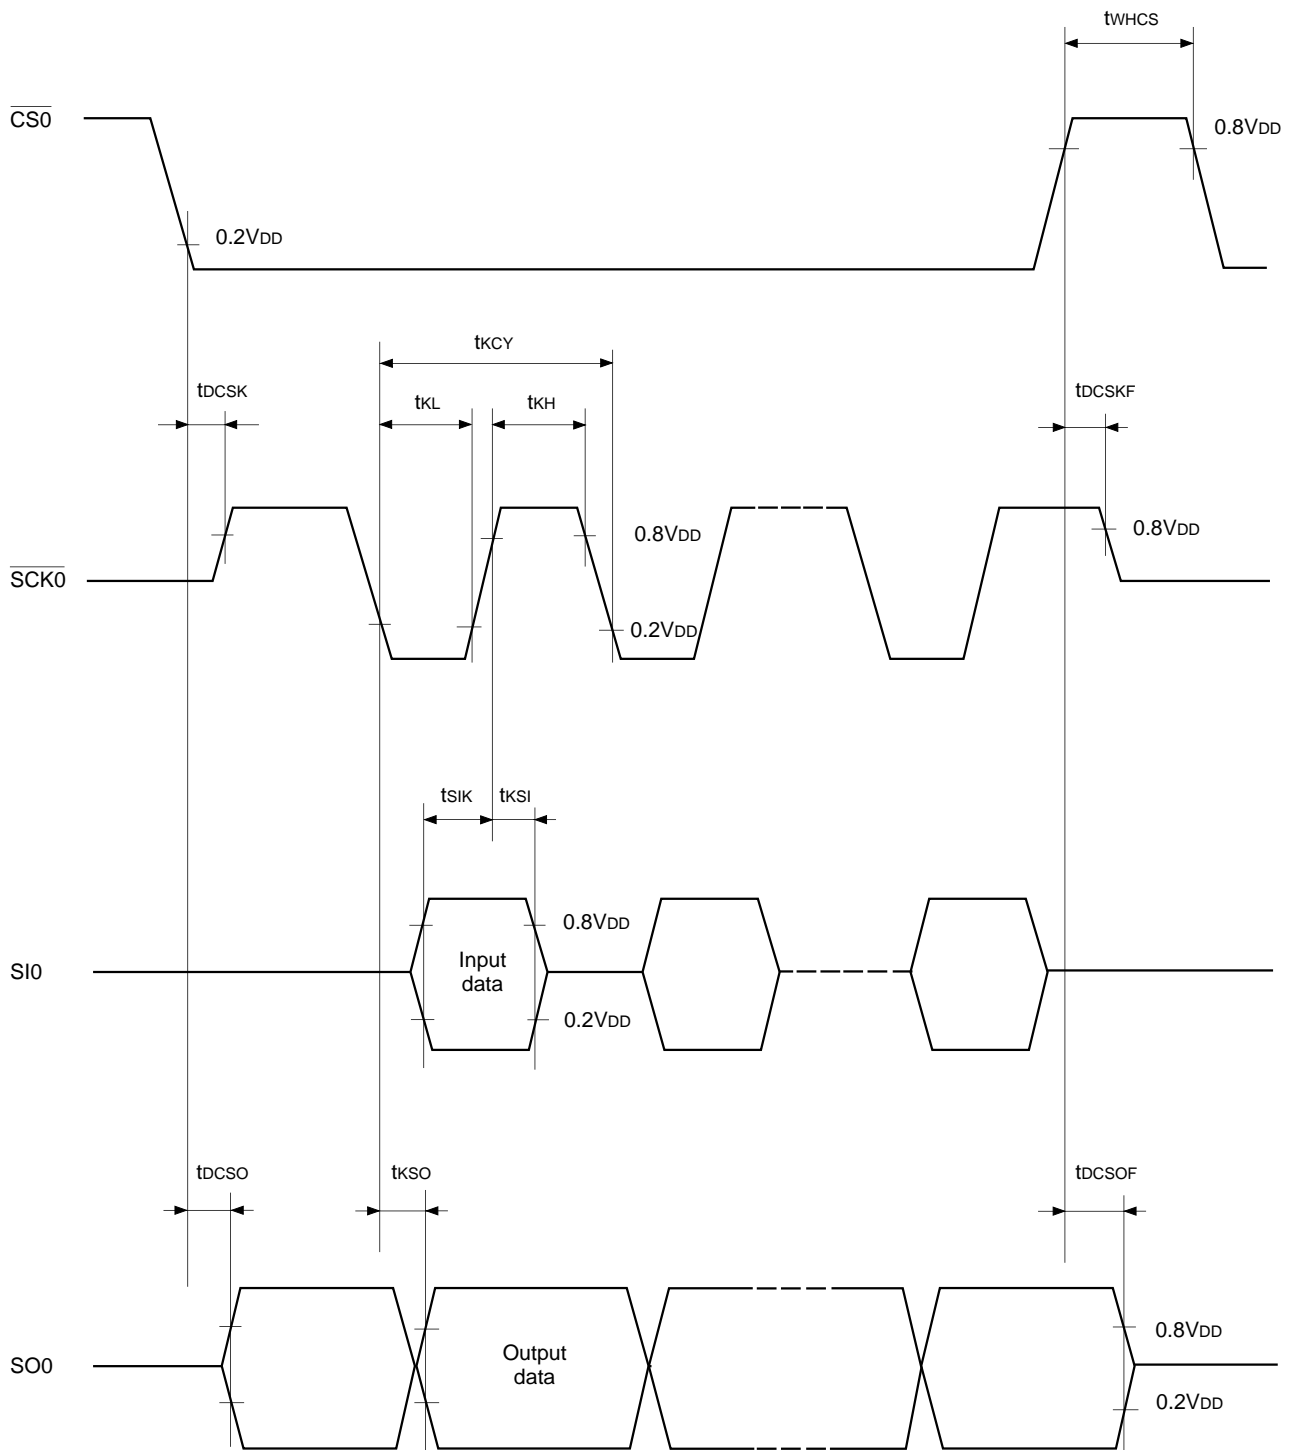 tWHCS
CS0
0.8VDD
0.2VDD
tKCY
tDCSK
tKL
tKH
tDCSKF
0.8VDD
0.8VDD
SCK0
0.2VDD
tSIK
tKSI
0.8VDD
Input
data
SI0
0.2VDD
tDCSO
tKSO
tDCSOF
0.8VDD
Output
data
SO0
0.2VDD